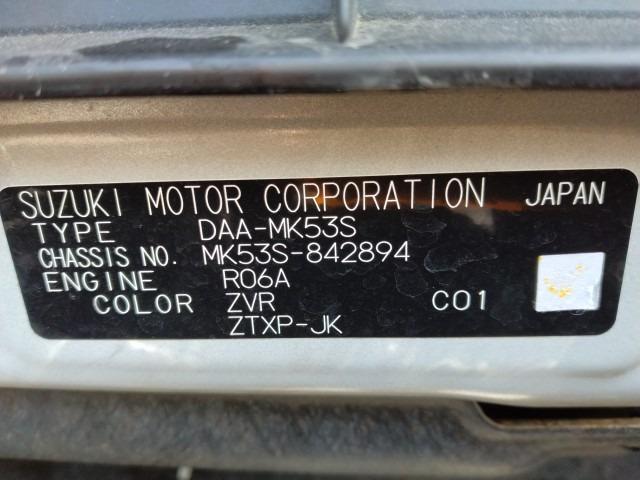 SUZUKI MOTOR CORPORATION JAPAN
TYPE DAA-MK53S
CHASSIS NO. MK53S-842894
ENGINE R06A
COLOR ZVR C01
ZTXP-JK